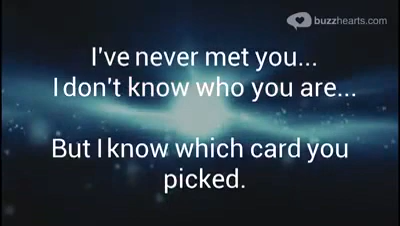 buzzhearts.com
I've never met you...
I don't know who you are...
But I know which card you
picked.